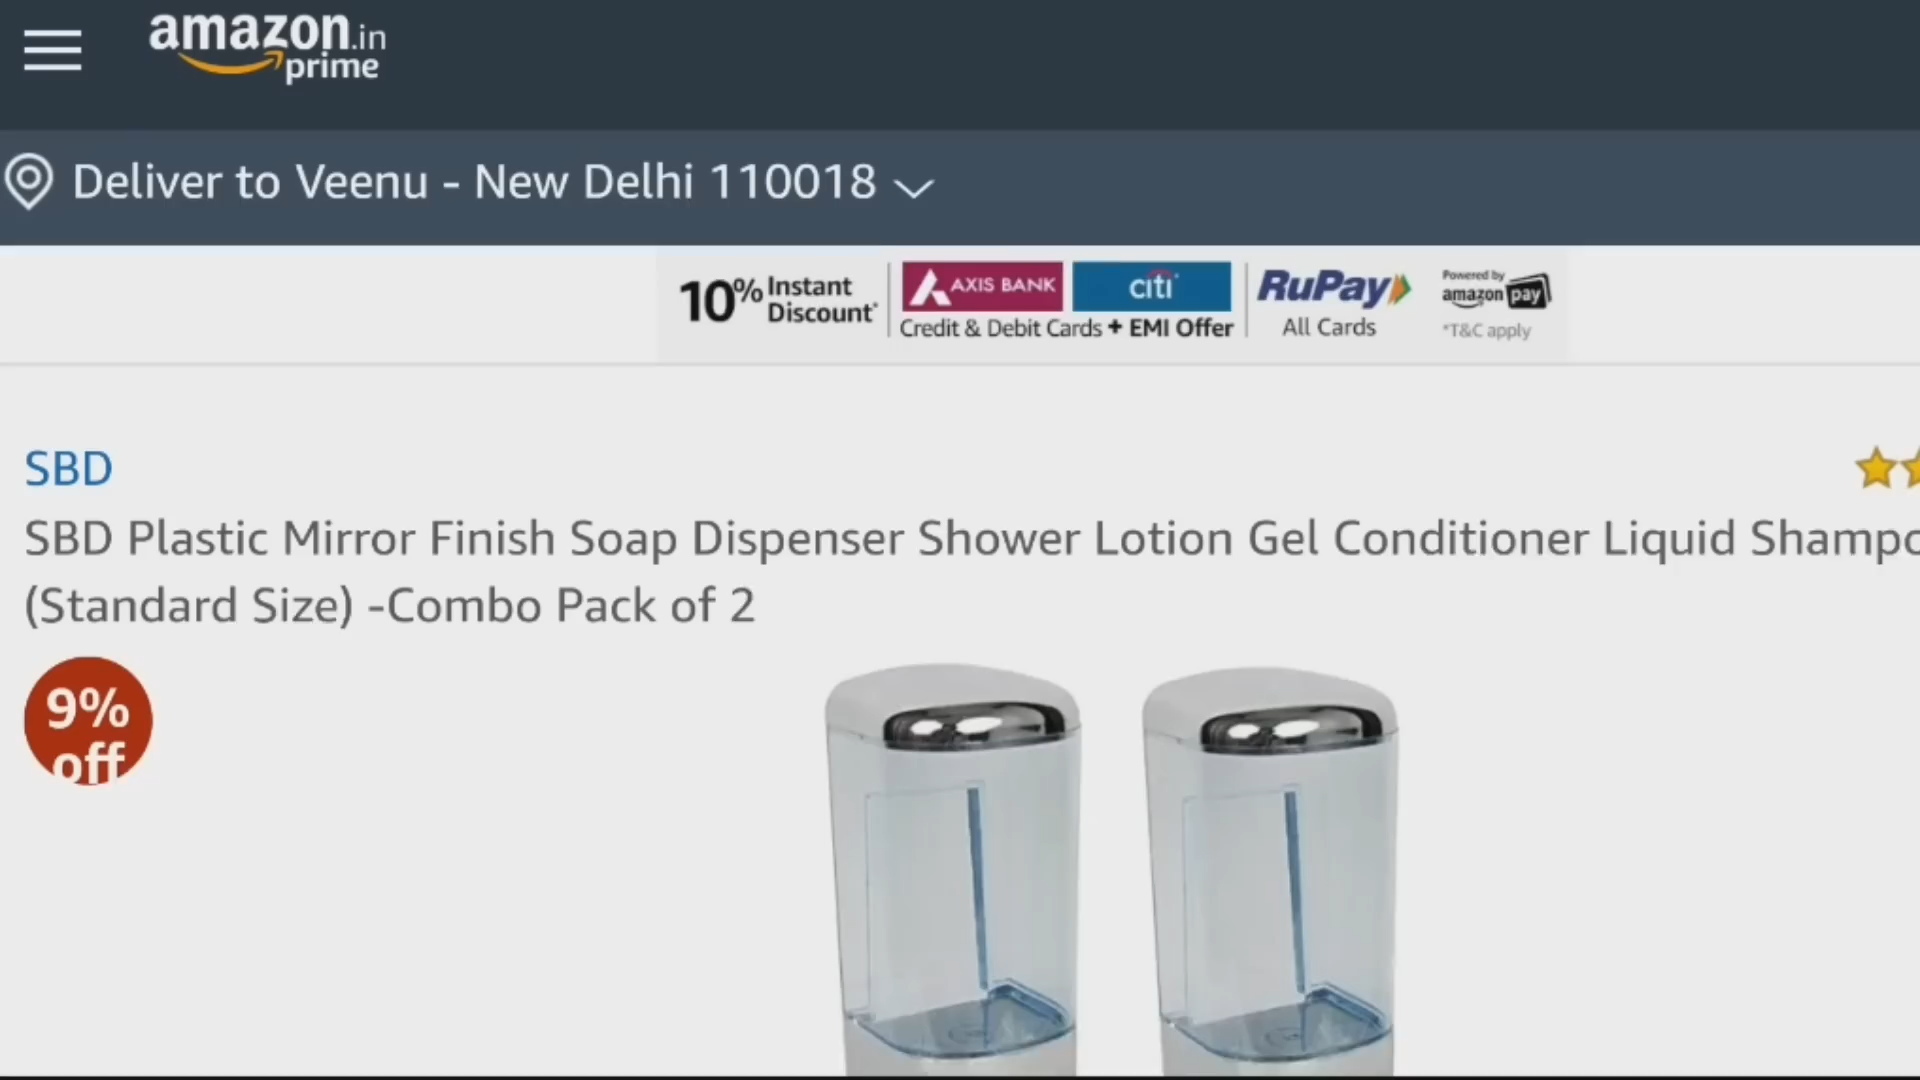 amazon.in
prime
Deliver to Veenu - New Delhi 110018
10% Instant Discount*
AXIS BANK
citi
Credit & Debit Cards + EMI Offer
RuPay
All Cards
Powered by
amazon pay
*T&C apply
SBD
SBD Plastic Mirror Finish Soap Dispenser Shower Lotion Gel Conditioner Liquid Shampo
(Standard Size) -Combo Pack of 2
9%
off